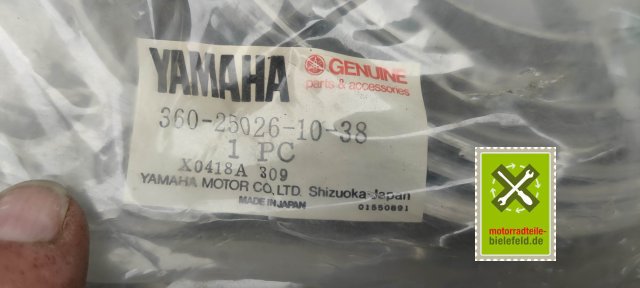 YAMAHA
GENUINE
parts & accessories
360-25026-10-38
1 PC
X0418A 309
YAMAHA MOTOR CO., LTD. Shizuoka-Japan
MADE IN JAPAN
01550891
motorradteile-
bielefeld.de